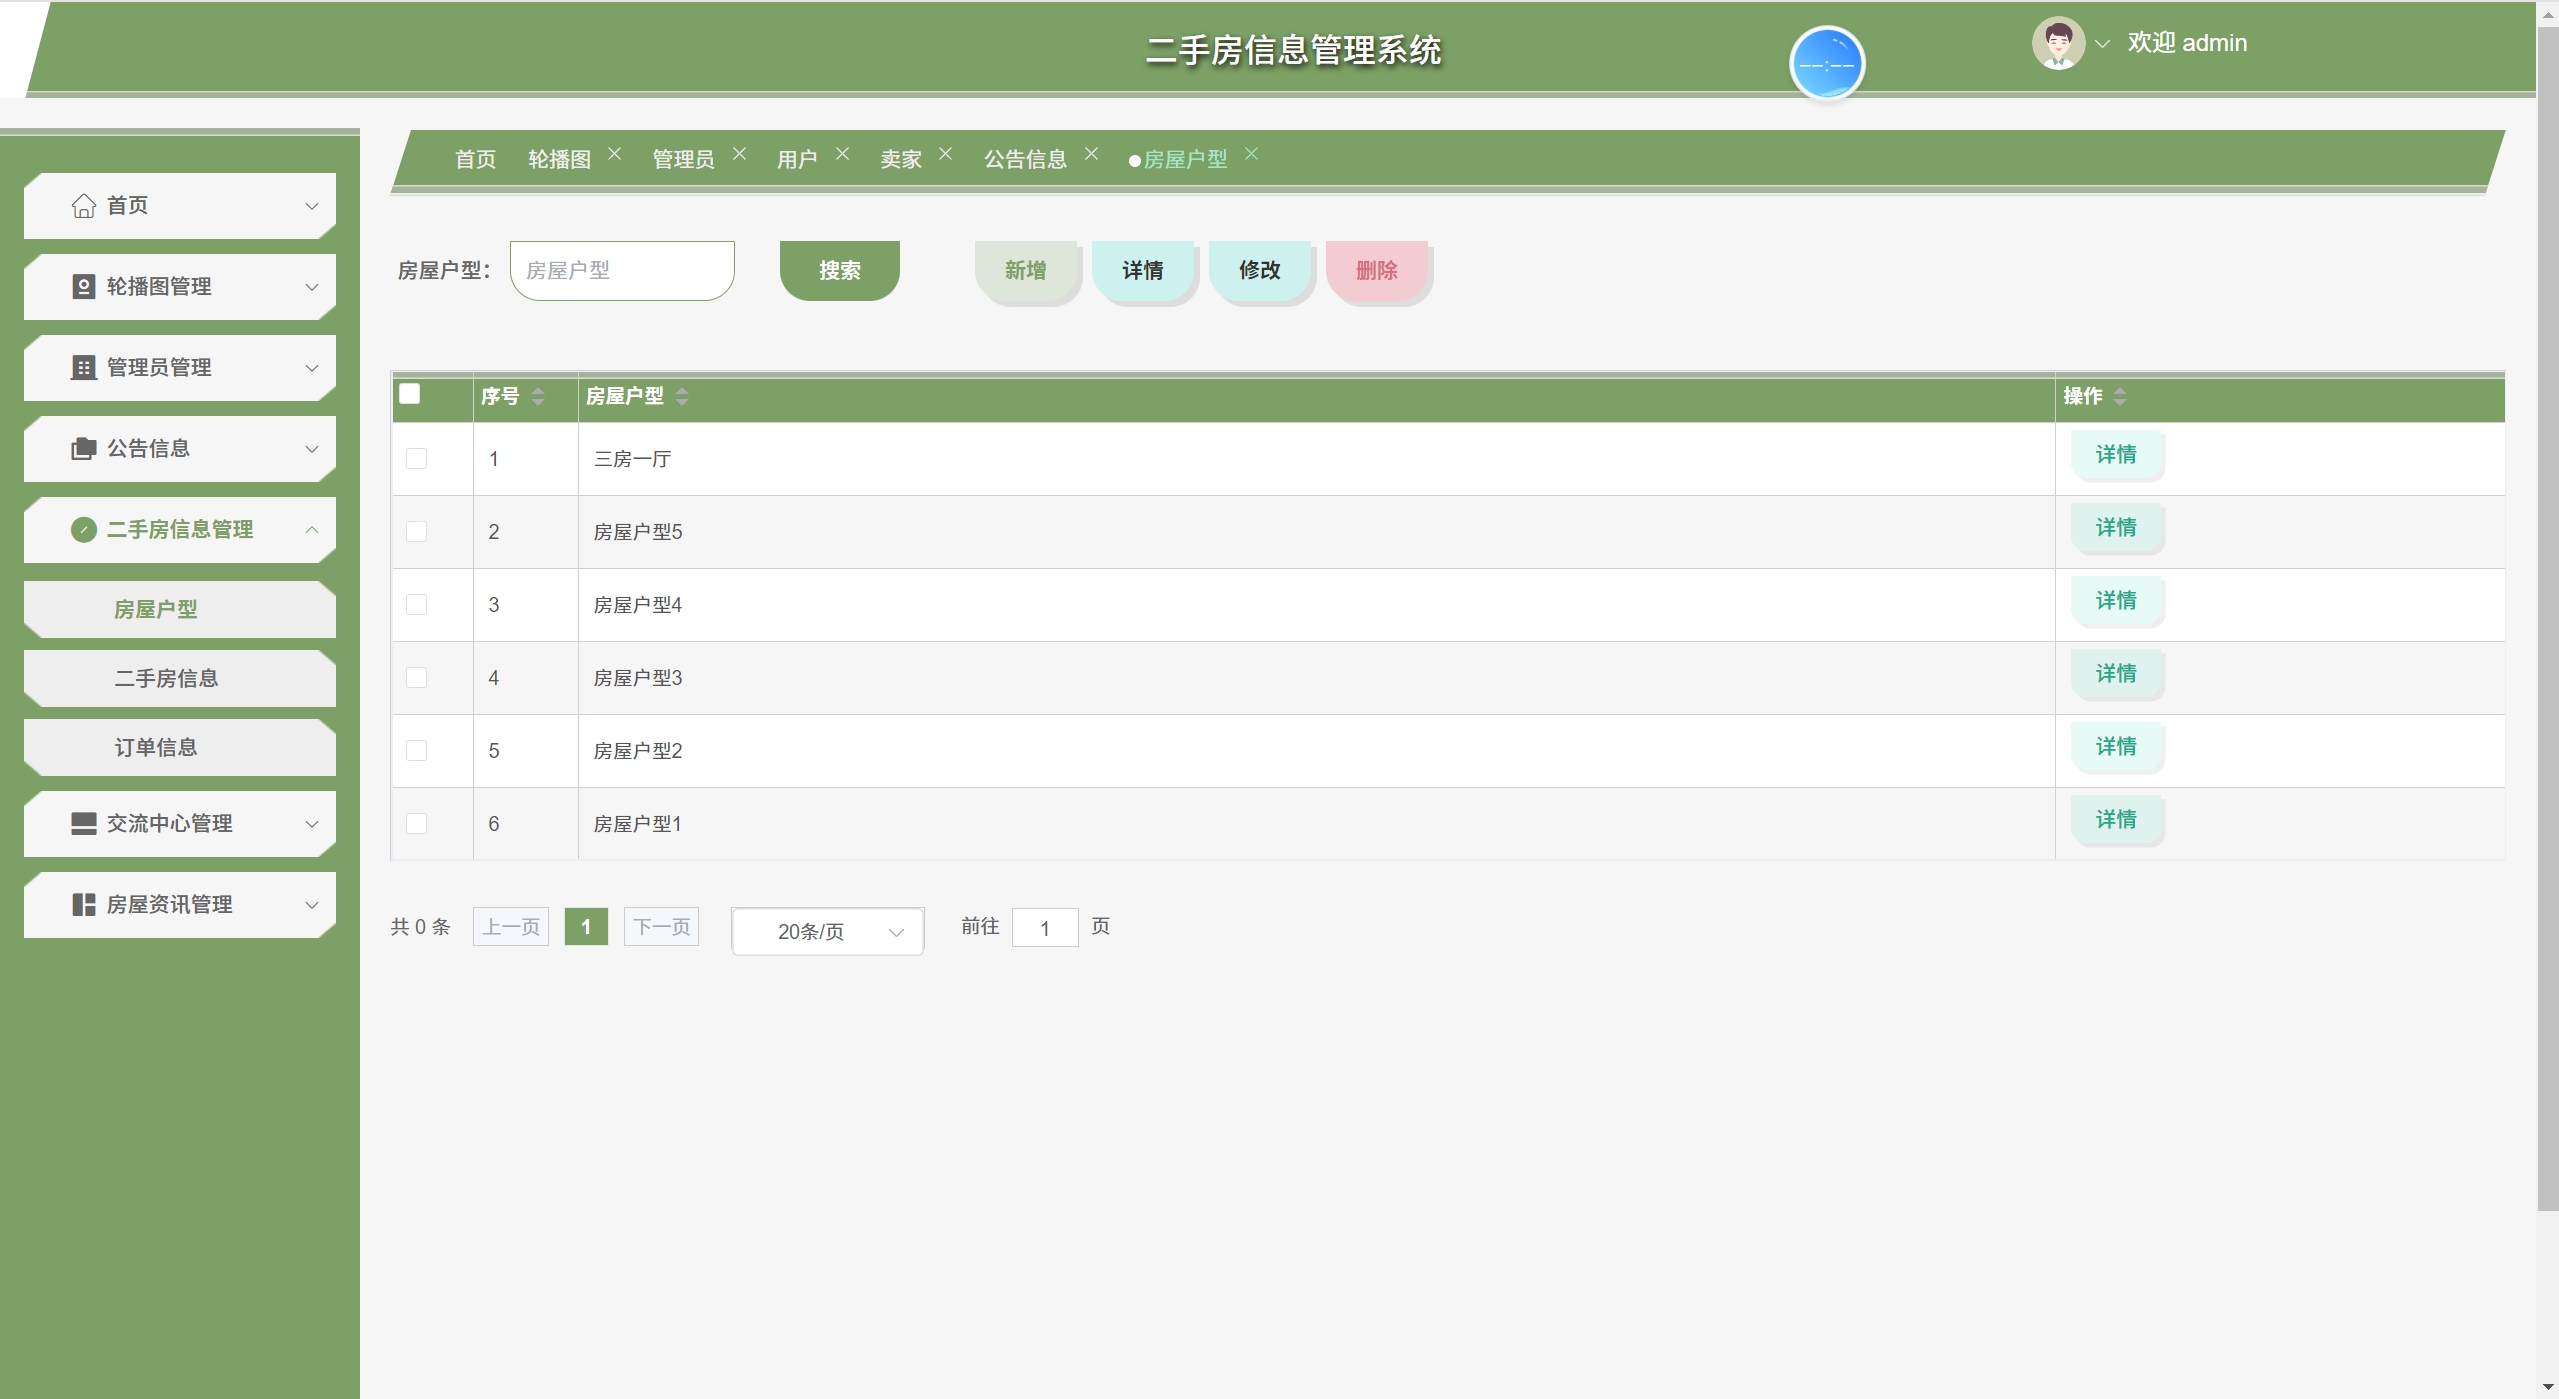 二手房信息管理系统
--:--
欢迎 admin
首页 轮播图 管理员 用户 卖家 公告信息 房屋户型
首页
轮播图管理
管理员管理
公告信息
二手房信息管理
房屋户型
二手房信息
订单信息
交流中心管理
房屋资讯管理
房屋户型： 房屋户型 搜索 新增 详情 修改 删除
序号 房屋户型 操作
1 三房一厅 详情
2 房屋户型5 详情
3 房屋户型4 详情
4 房屋户型3 详情
5 房屋户型2 详情
6 房屋户型1 详情
共 0 条 上一页 1 下一页 20条/页 前往 1 页